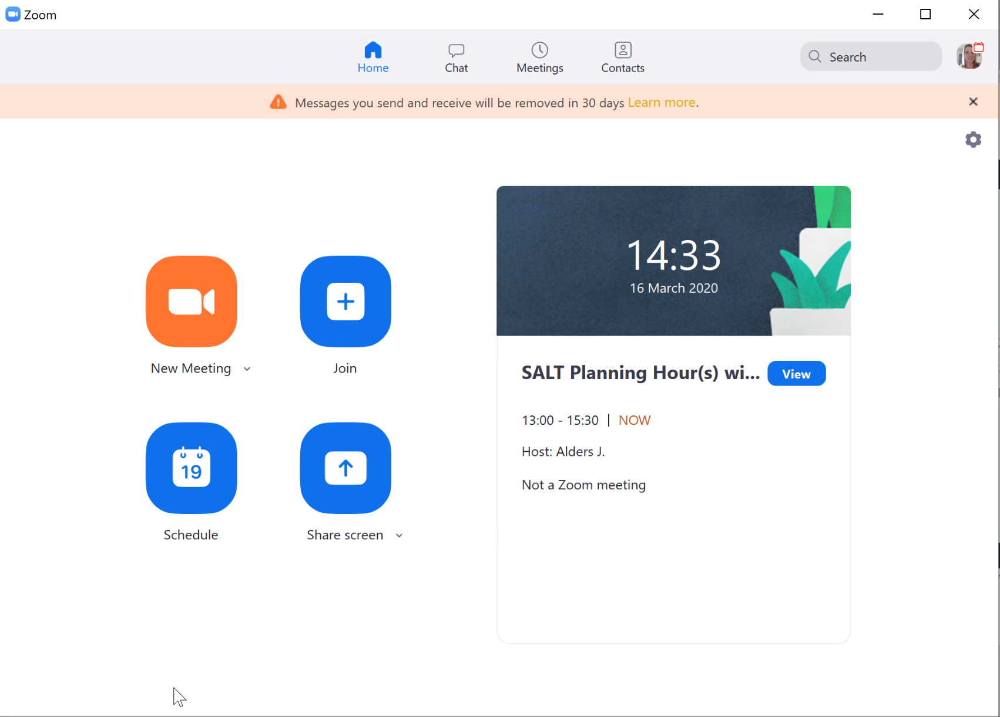 Zoom
Home
Chat
Meetings
Contacts
Search
Messages you send and receive will be removed in 30 days Learn more.
14:33
16 March 2020
New Meeting
Join
SALT Planning Hour(s) wi...
View
13:00 - 15:30 | NOW
Host: Alders J.
Not a Zoom meeting
19
Schedule
Share screen